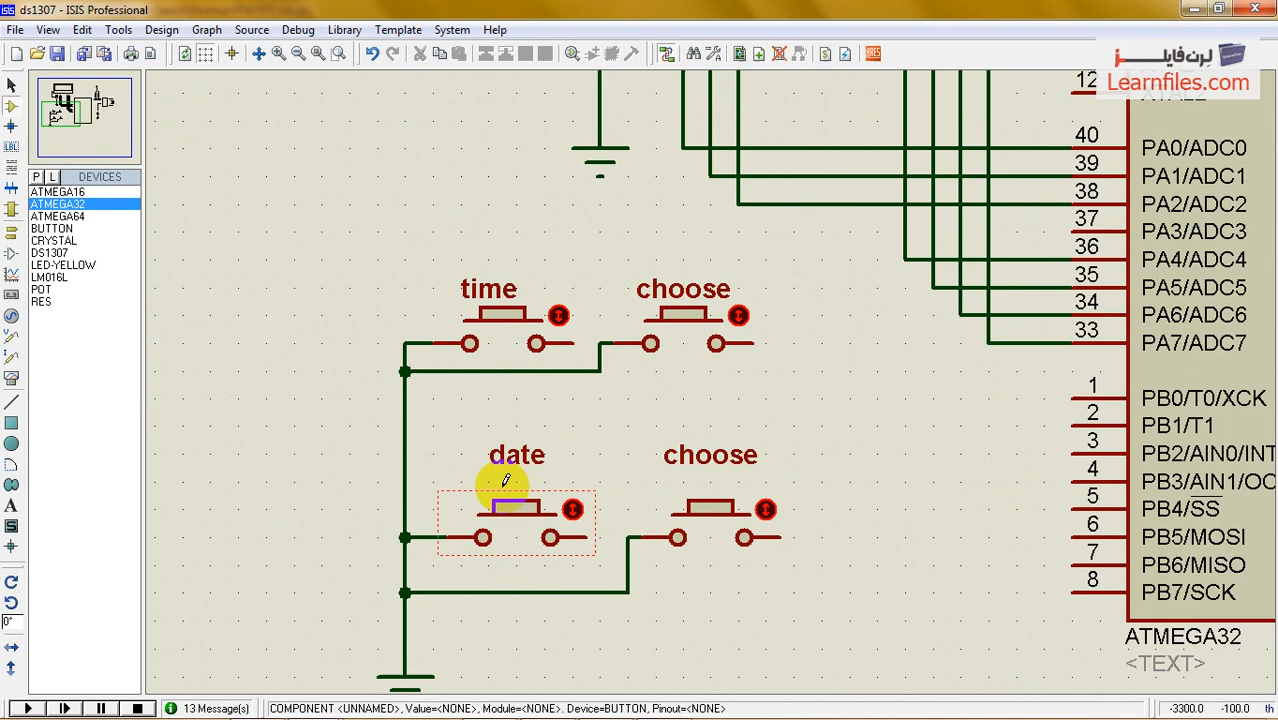 ds1307 - ISIS Professional
File View Edit Tools Design Graph Source Debug Library Template System Help
لرن فایلز
Learnfiles.com
P L DEVICES
ATMEGA16
ATMEGA32
ATMEGA64
BUTTON
CRYSTAL
DS1307
LED-YELLOW
LM016L
POT
RES
LBL
A
S
0°
ARES
time
choose
date
choose
12
40 PA0/ADC0
39 PA1/ADC1
38 PA2/ADC2
37 PA3/ADC3
36 PA4/ADC4
35 PA5/ADC5
34 PA6/ADC6
33 PA7/ADC7
1 PB0/T0/XCK
2 PB1/T1
3 PB2/AIN0/INT
4 PB3/AIN1/OC
5 PB4/SS
6 PB5/MOSI
7 PB6/MISO
8 PB7/SCK
ATMEGA32
<TEXT>
13 Message(s)
COMPONENT <UNNAMED>, Value=<NONE>, Module=<NONE>. Device=BUTTON, Pinout=<NONE>
-3300.0 -100.0 th